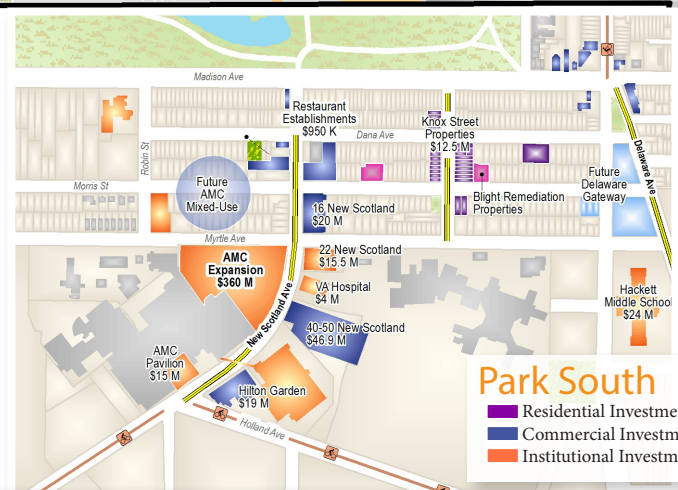 Madison Ave
Restaurant
Establishments
$950 K
Knox Street
Properties
$12.5 M
Dana Ave
Robin St
Delaware Ave
Morris St
Future
AMC
Mixed-Use
Future
Delaware
Gateway
Blight Remediation
Properties
16 New Scotland
$20 M
Myrtle Ave
22 New Scotland
$15.5 M
AMC
Expansion
$360 M
VA Hospital
$4 M
Hackett
Middle School
$24 M
New Scotland Ave
40-50 New Scotland
$46.9 M
AMC
Pavilion
$15 M
Hilton Garden
$19 M
Holland Ave
Park South
Residential Investme
Commercial Investm
Institutional Investm